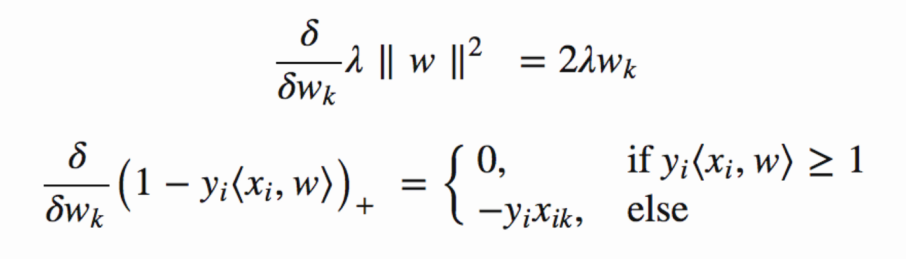 δ/δw_k λ ‖ w ‖² = 2λw_k
δ/δw_k (1 − y_i⟨x_i, w⟩)_+ = { 0, if y_i⟨x_i, w⟩ ≥ 1
−y_i x_ik, else